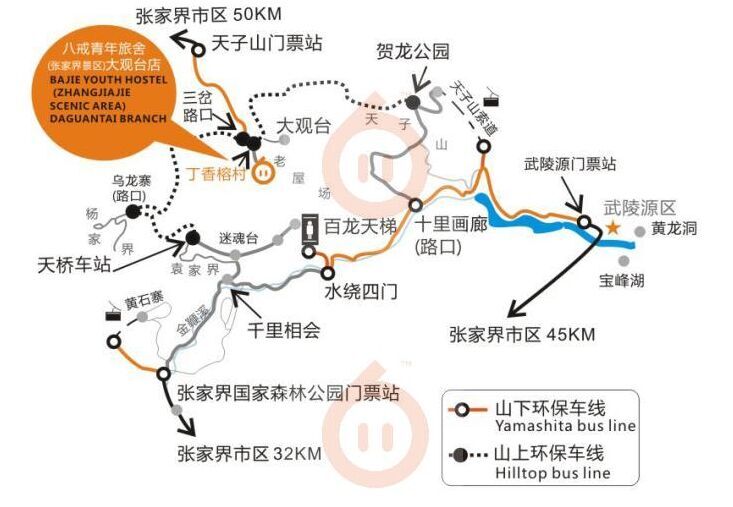 张家界市区 50KM
天子山门票站
贺龙公园
八戒青年旅舍
(张家界景区)大观台店
BAJIE YOUTH HOSTEL
(ZHANGJIAJIE
SCENIC AREA)
DAGUANTAI BRANCH
三岔
路口
大观台
天子山
天子山索道
丁香榕村
老屋场
乌龙寨
(路口)
杨家界
武陵源门票站
武陵源区
黄龙洞
宝峰湖
迷魂台
百龙天梯
十里画廊
(路口)
天桥车站
袁家界
水绕四门
黄石寨
金鞭溪
千里相会
张家界市区 45KM
张家界国家森林公园门票站
张家界市区 32KM
山下环保车线
Yamashita bus line
山上环保车线
Hilltop bus line